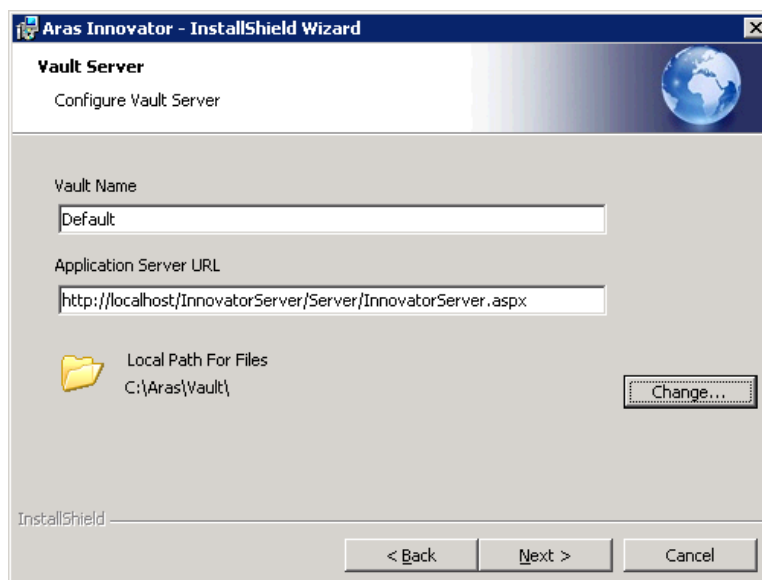 Aras Innovator - InstallShield Wizard
Vault Server
Configure Vault Server
Vault Name
Default
Application Server URL
http://localhost/InnovatorServer/Server/InnovatorServer.aspx
Local Path For Files
C:\Aras\Vault\
Change...
InstallShield
< Back
Next >
Cancel